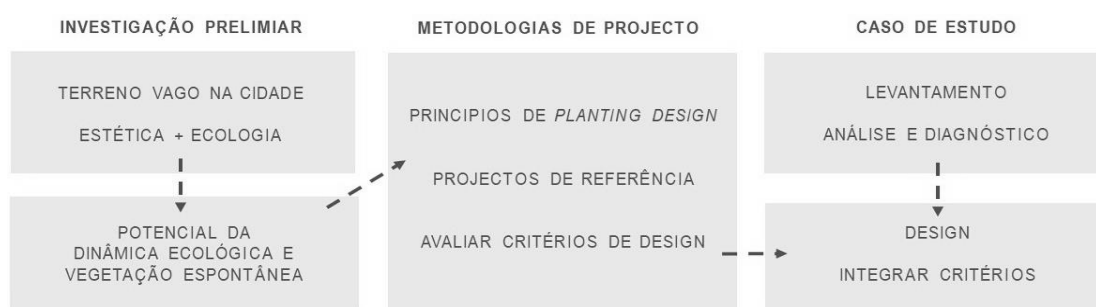 INVESTIGAÇÃO PRELIMIAR
TERRENO VAGO NA CIDADE
ESTÉTICA + ECOLOGIA
POTENCIAL DA
DINÂMICA ECOLÓGICA E
VEGETAÇÃO ESPONTÂNEA
METODOLOGIAS DE PROJECTO
PRINCIPIOS DE PLANTING DESIGN
PROJECTOS DE REFERÊNCIA
AVALIAR CRITÉRIOS DE DESIGN
CASO DE ESTUDO
LEVANTAMENTO
ANÁLISE E DIAGNÓSTICO
DESIGN
INTEGRAR CRITÉRIOS